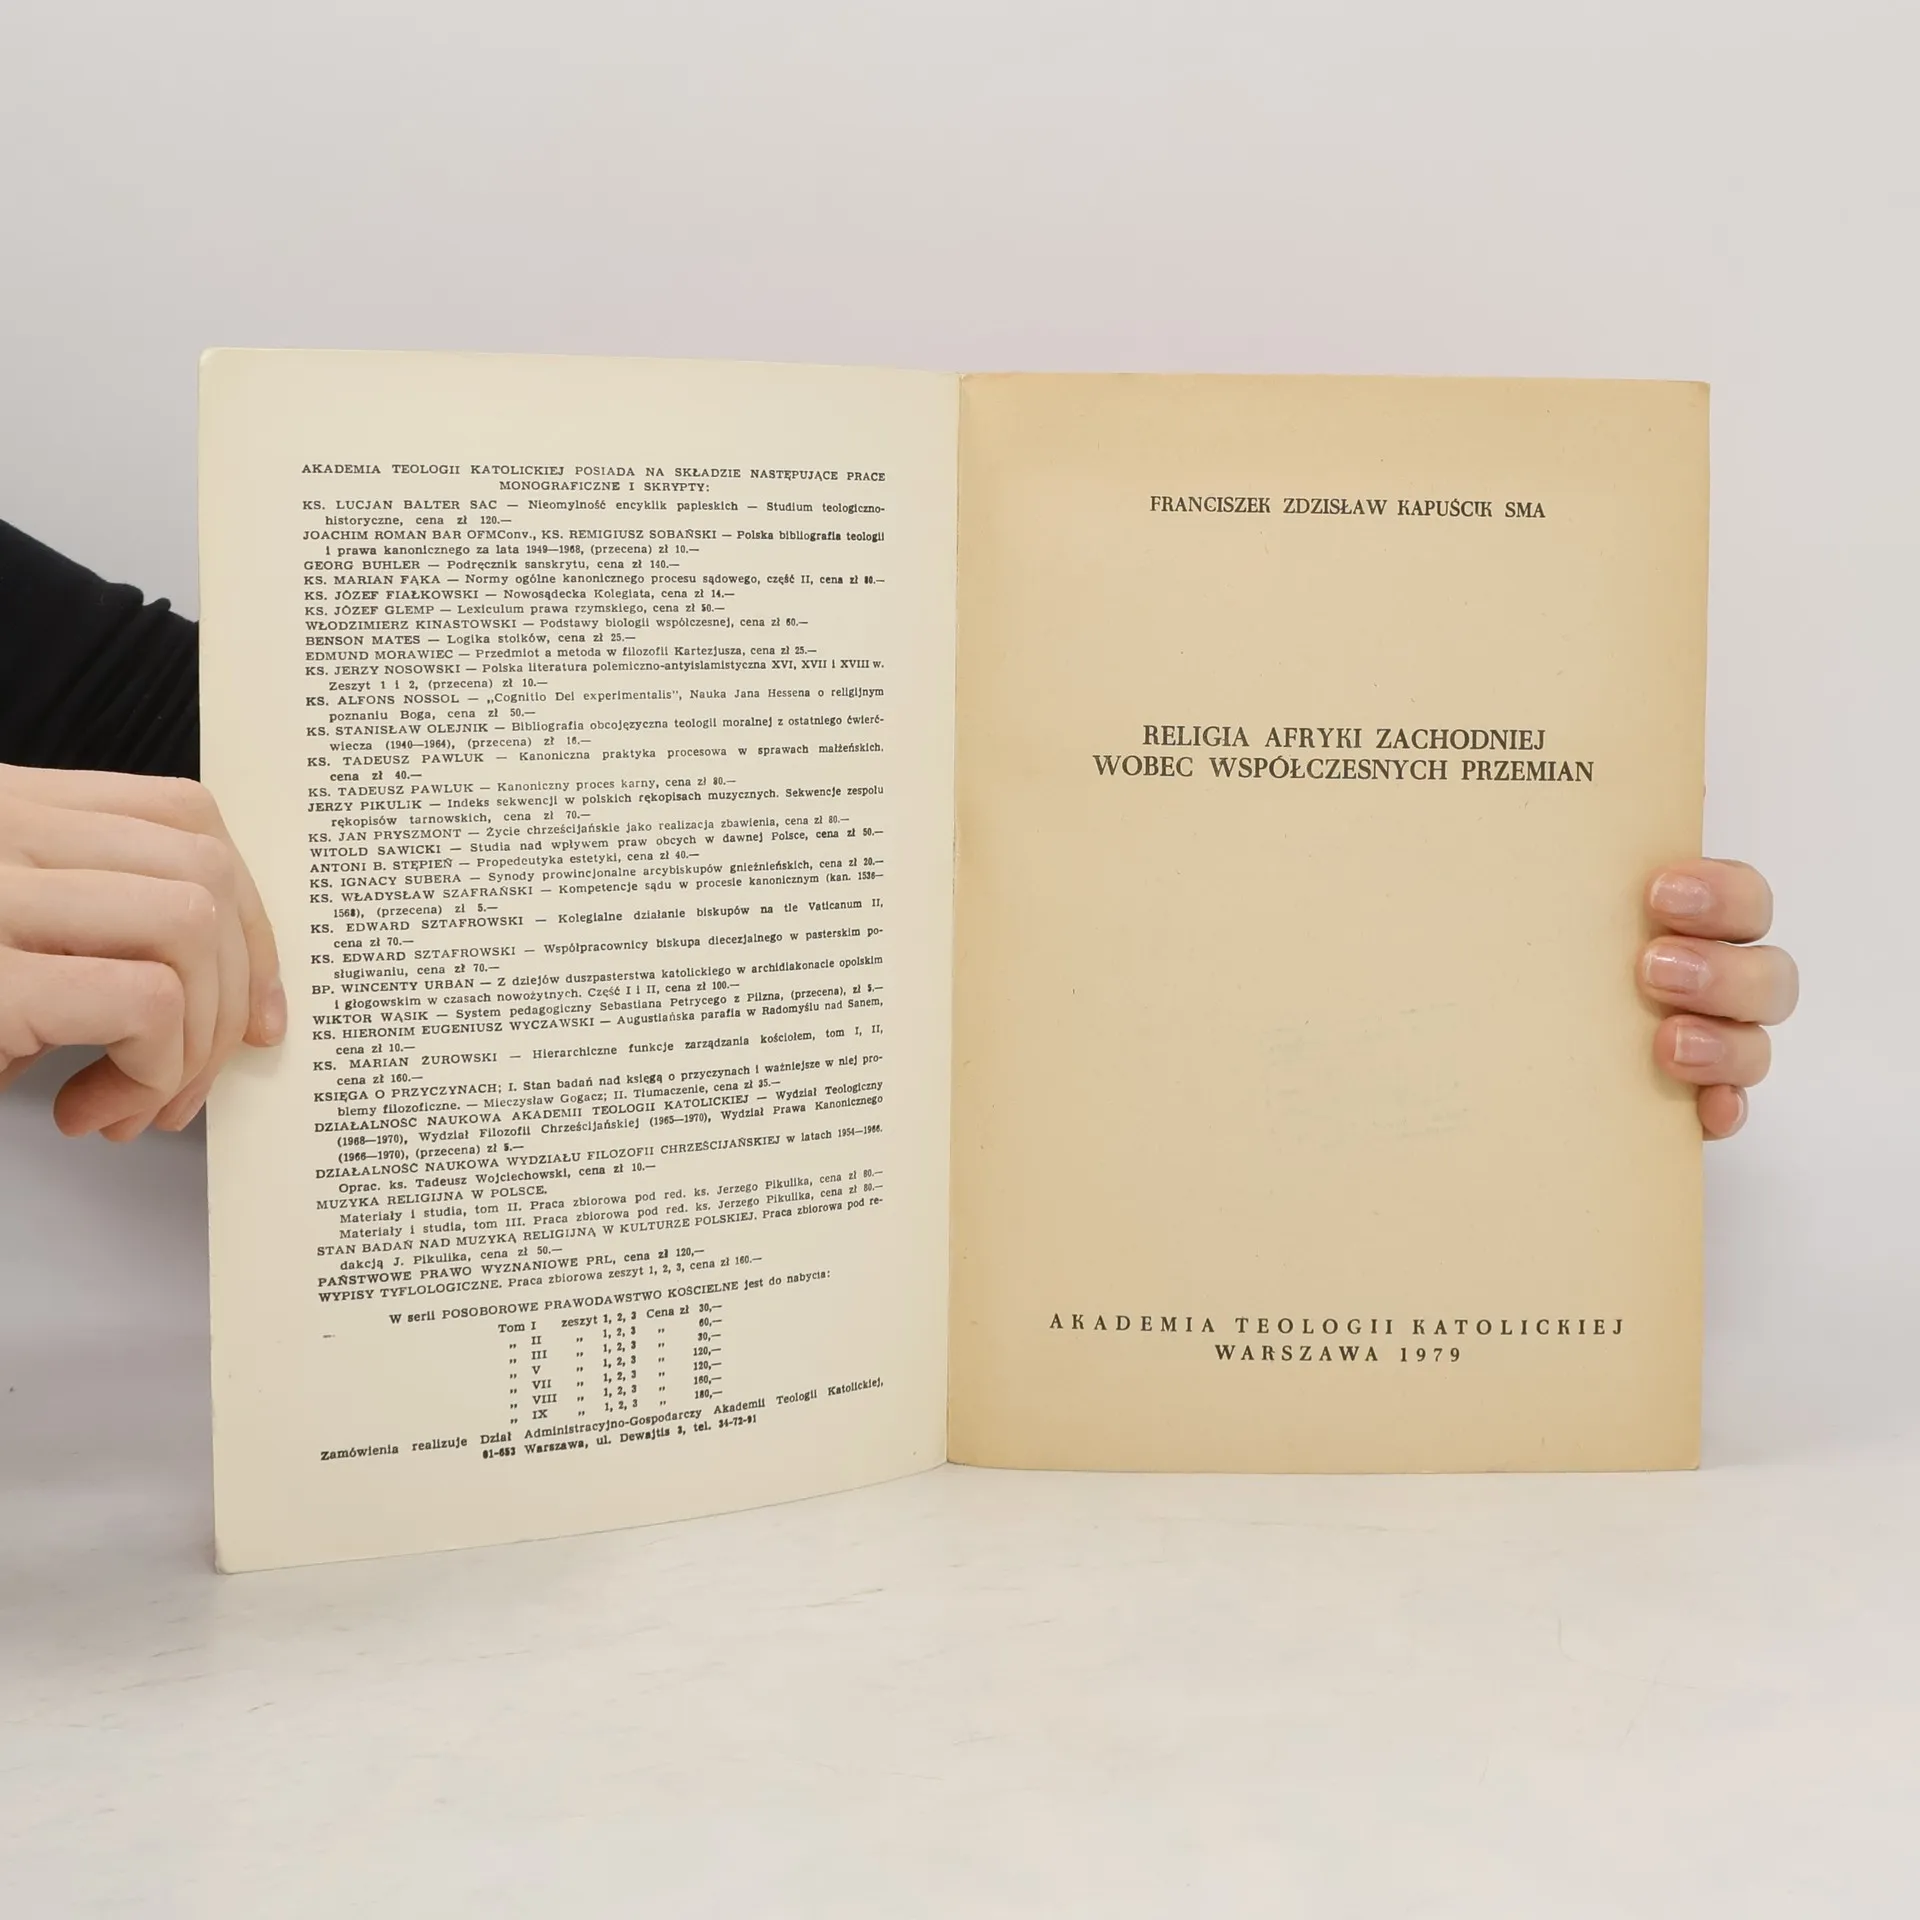 AKADEMIA TEOLOGII KATOLICKIEJ POSIADA NA SKŁADZIE NASTĘPUJĄCE PRACE
MONOGRAFICZNE I SKRYPTY:
KS. LUCJAN BALTER SAC — Nieomylność encyklik papieskich — Studium teologiczno-
historyczne, cena zł 120.—
JOACHIM ROMAN BAR OFMConv., KS. REMIGIUSZ SOBAŃSKI — Polska bibliografia teologii
i prawa kanonicznego za lata 1949—1968, (przecena) zł 10.—
GEORG BUHLER — Podręcznik sanskrytu, cena zł 140.—
KS. MARIAN FĄKA — Normy ogólne kanonicznego procesu sądowego, część II, cena zł 80.—
KS. JÓZEF FIAŁKOWSKI — Nowosądecka Kolegiata, cena zł 14.—
KS. JÓZEF GLEMP — Lexiculum prawa rzymskiego, cena zł 50.—
WŁODZIMIERZ KINASTOWSKI — Podstawy biologii współczesnej, cena zł 60.—
BENSON MATES — Logika stoików, cena zł 25.—
EDMUND MORAWIEC — Przedmiot a metoda w filozofii Kartezjusza, cena zł 25.—
KS. JERZY NOSOWSKI — Polska literatura polemiczno-antyislamistyczna XVI, XVII i XVIII w.
Zeszyt 1 i 2, (przecena) zł 10.—
KS. ALFONS NOSSOL — „Cognitio Dei experimentalis”, Nauka Jana Hessena o religijnym
poznaniu Boga, cena zł 50.—
KS. STANISŁAW OLEJNIK — Bibliografia obcojęzyczna teologii moralnej z ostatniego ćwierć-
wiecza (1940—1964), (przecena) zł 16.—
KS. TADEUSZ PAWLUK — Kanoniczna praktyka procesowa w sprawach małżeńskich,
cena zł 40.—
KS. TADEUSZ PAWLUK — Kanoniczny proces karny, cena zł 80.—
JERZY PIKULIK — Indeks sekwencji w polskich rękopisach muzycznych. Sekwencje zespołu
rękopisów tarnowskich, cena zł 70.—
KS. JAN PRYSZMONT — Życie chrześcijańskie jako realizacja zbawienia, cena zł 80.—
WITOLD SAWICKI — Studia nad wpływem praw obcych w dawnej Polsce, cena zł 50.—
ANTONI B. STĘPIEŃ — Propedeutyka estetyki, cena zł 40.—
KS. IGNACY SUBERA — Synody prowincjonalne arcybiskupów gnieźnieńskich, cena zł 20.—
KS. WŁADYSŁAW SZAFRAŃSKI — Kompetencje sądu w procesie kanonicznym (kan. 1536—
1568), (przecena) zł 5.—
KS. EDWARD SZTAFROWSKI — Kolegialne działanie biskupów na tle Vaticanum II,
cena zł 70.—
KS. EDWARD SZTAFROWSKI — Współpracownicy biskupa diecezjalnego w pasterskim po-
sługiwaniu, cena zł 70.—
BP. WINCENTY URBAN — Z dziejów duszpasterstwa katolickiego w archidiakonacie opolskim
i głogowskim w czasach nowożytnych. Część I i II, cena zł 100.—
WIKTOR WĄSIK — System pedagogiczny Sebastiana Petrycego z Pilzna, (przecena), zł 5.—
KS. HIERONIM EUGENIUSZ WYCZAWSKI — Augustiańska parafia w Radomyślu nad Sanem,
cena zł 10.—
KS. MARIAN ŻUROWSKI — Hierarchiczne funkcje zarządzania kościołem, tom I, II,
cena zł 160.—
KSIĘGA O PRZYCZYNACH; I. Stan badań nad księgą o przyczynach i ważniejsze w niej pro-
blemy filozoficzne. — Mieczysław Gogacz; II. Tłumaczenie, cena zł 35.—
DZIAŁALNOŚĆ NAUKOWA AKADEMII TEOLOGII KATOLICKIEJ — Wydział Teologiczny
(1968—1970), Wydział Filozofii Chrześcijańskiej (1965—1970), Wydział Prawa Kanonicznego
(1966—1970), (przecena) zł 5.—
DZIAŁALNOŚĆ NAUKOWA WYDZIAŁU FILOZOFII CHRZEŚCIJAŃSKIEJ w latach 1954—1966.
Oprac. ks. Tadeusz Wojciechowski, cena zł 10.—
MUZYKA RELIGIJNA W POLSCE.
Materiały i studia, tom II. Praca zbiorowa pod red. ks. Jerzego Pikulika, cena zł 80.—
Materiały i studia, tom III. Praca zbiorowa pod red. ks. Jerzego Pikulika, cena zł 80.—
STAN BADAŃ NAD MUZYKĄ RELIGIJNĄ W KULTURZE POLSKIEJ. Praca zbiorowa pod re-
dakcją J. Pikulika, cena zł 50.—
PAŃSTWOWE PRAWO WYZNANIOWE PRL, cena zł 120,—
WYPISY TYFLOLOGICZNE. Praca zbiorowa zeszyt 1, 2, 3, cena zł 160.—
W serii POSOBOROWE PRAWODAWSTWO KOŚCIELNE jest do nabycia:
Tom I zeszyt 1, 2, 3 Cena zł 30,—
„ II „ 1, 2, 3 „ 60,—
„ III „ 1, 2, 3 „ 30,—
„ V „ 1, 2, 3 „ 120,—
„ VII „ 1, 2, 3 „ 120,—
„ VIII „ 1, 2, 3 „ 160,—
„ IX „ 1, 2, 3 „ 180,—
Zamówienia realizuje Dział Administracyjno-Gospodarczy Akademii Teologii Katolickiej,
01-653 Warszawa, ul. Dewajtis 3, tel. 34-72-91
FRANCISZEK ZDZISŁAW KAPUŚCIK SMA
RELIGIA AFRYKI ZACHODNIEJ
WOBEC WSPÓŁCZESNYCH PRZEMIAN
AKADEMIA TEOLOGII KATOLICKIEJ
WARSZAWA 1979